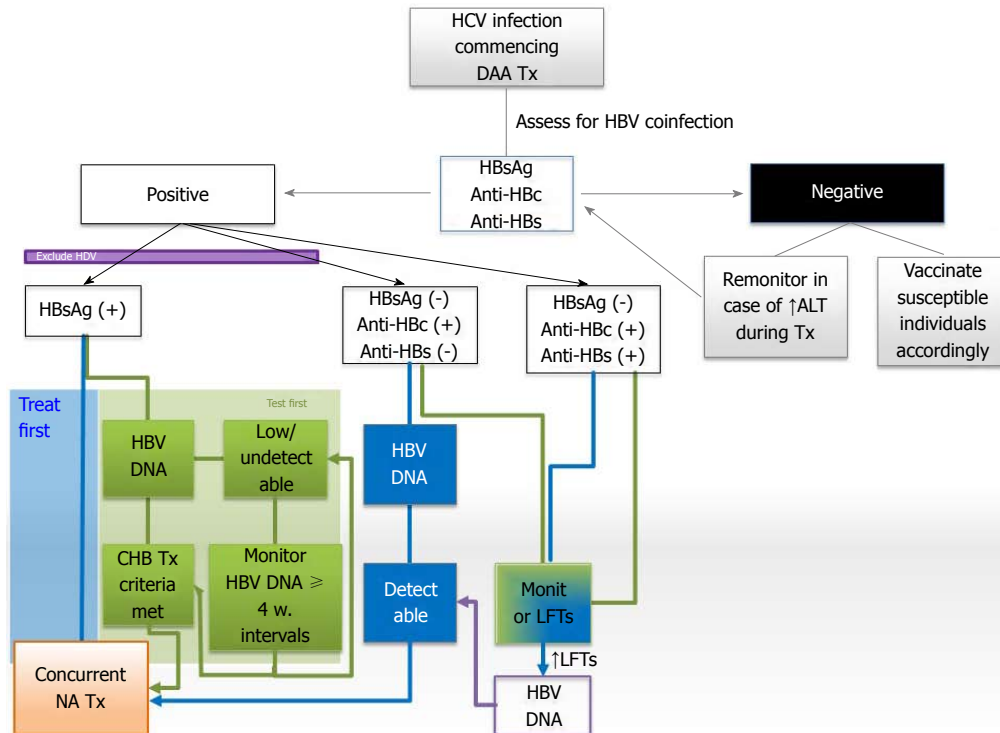 HCV infection
commencing
DAA Tx
Assess for HBV coinfection
HBsAg
Anti-HBc
Anti-HBs
Positive
Negative
Exclude HDV
HBsAg (+)
HBsAg (-)
Anti-HBc (+)
Anti-HBs (-)
HBsAg (-)
Anti-HBc (+)
Anti-HBs (+)
Remonitor in
case of ↑ALT
during Tx
Vaccinate
susceptible
individuals
accordingly
Treat
first
Test first
HBV
DNA
Low/
undetect
able
HBV
DNA
CHB Tx
criteria
met
Monitor
HBV DNA ≥
4 w.
intervals
Detect
able
Monit
or LFTs
↑LFTs
Concurrent
NA Tx
HBV
DNA